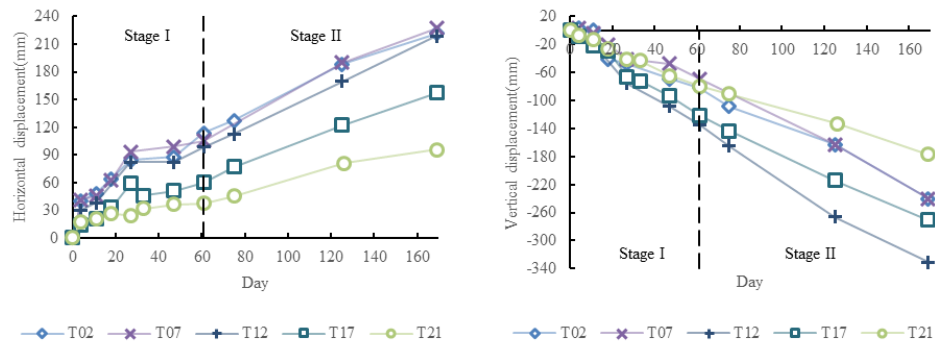 240
210
180
150
120
90
60
30
0
Horizontal displacement(mm)
Stage I
Stage II
0 20 40 60 80 100 120 140 160
Day
T02 T07 T12 T17 T21
20
-20
-60
-100
-140
-180
-220
-260
-300
-340
Vertical displacement(mm)
0 20 40 60 80 100 120 140 160
Stage I
Stage II
Day
T02 T07 T12 T17 T21